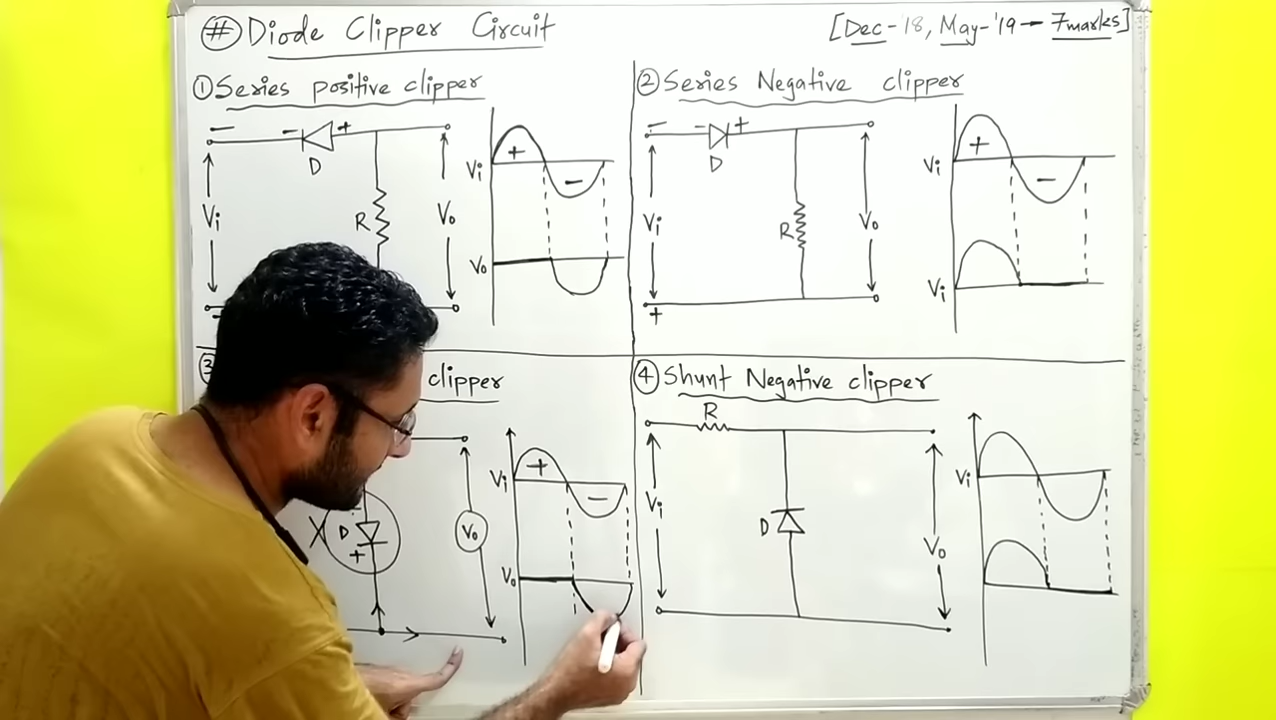 # Diode Clipper Circuit
[Dec-'18, May-'19 - 7marks]
① Series positive clipper
- - +
D
Vi
R
Vo
Vi
+
-
Vo
② Series Negative clipper
- - +
D
Vi
R
Vo
+
Vi
+
-
Vi
③
clipper
X D
+
Vo
Vi
+
-
Vo
④ Shunt Negative clipper
R
Vi
D
Vo
Vi